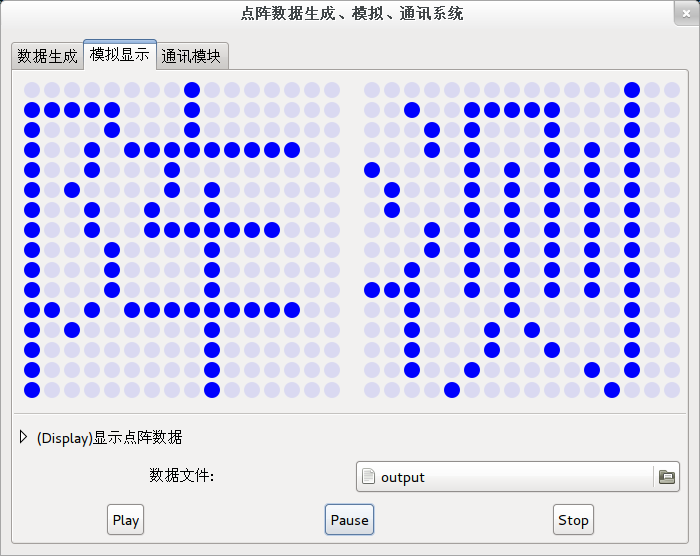 点阵数据生成、模拟、通讯系统
数据生成 模拟显示 通讯模块
阵测
(Display)显示点阵数据
数据文件: output
Play Pause Stop